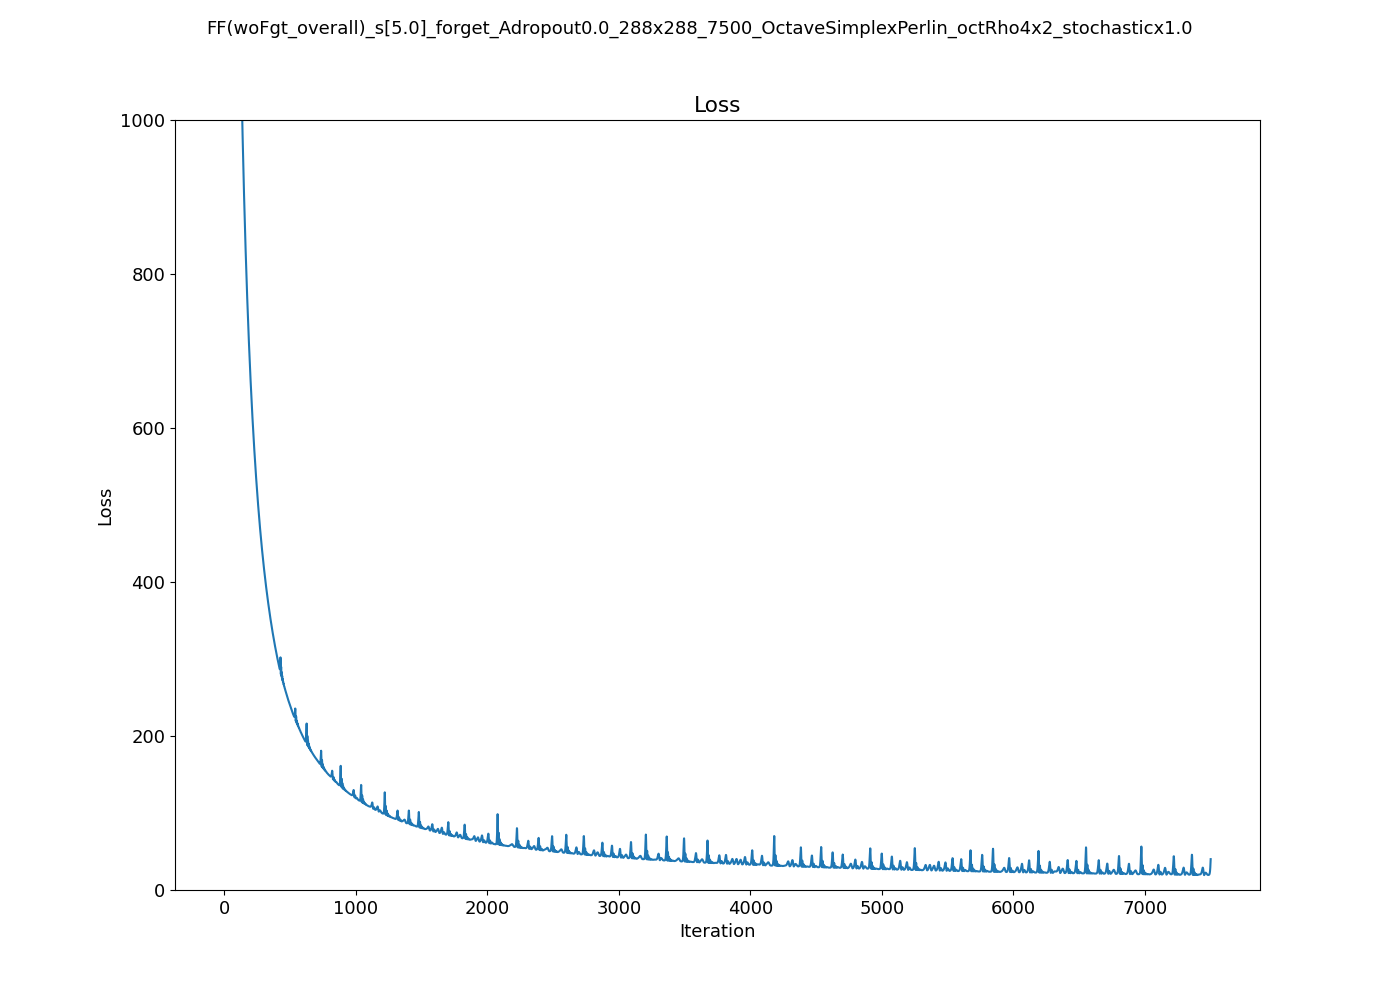 FF(woFgt_overall)_s[5.0]_forget_Adropout0.0_288x288_7500_OctaveSimplexPerlin_octRho4x2_stochasticx1.0
Loss
1000
800
600
400
200
0
Loss
0 1000 2000 3000 4000 5000 6000 7000
Iteration